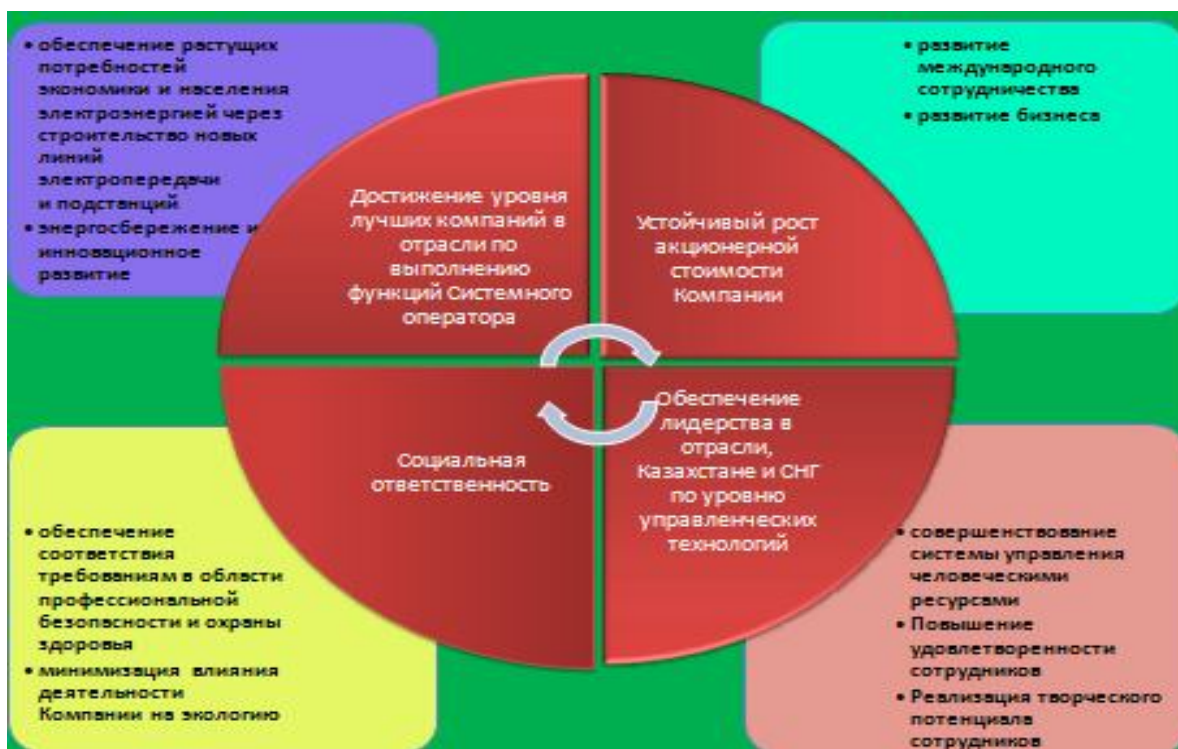 • обеспечение растущих
потребностей
экономики и населения
электроэнергией через
строительство новых
линий
электропередачи
и подстанций
• энергосбережение и
инновационное
развитие
Достижение уровня
лучших компаний в
отрасли по
выполнению
функций Системного
оператора
Устойчивый рост
акционерной
стоимости
Компании
• развитие
международного
сотрудничества
• развитие бизнеса
Социальная
ответственность
Обеспечение
лидерства в
отрасли,
Казахстане и СНГ
по уровню
управленческих
технологий
• обеспечение
соответствия
требованиям в области
профессиональной
безопасности и охраны
здоровья
• минимизация влияния
деятельности
Компании на экологию
• совершенствование
системы управления
человеческими
ресурсами
• Повышение
удовлетворенности
сотрудников
• Реализация творческого
потенциала
сотрудников